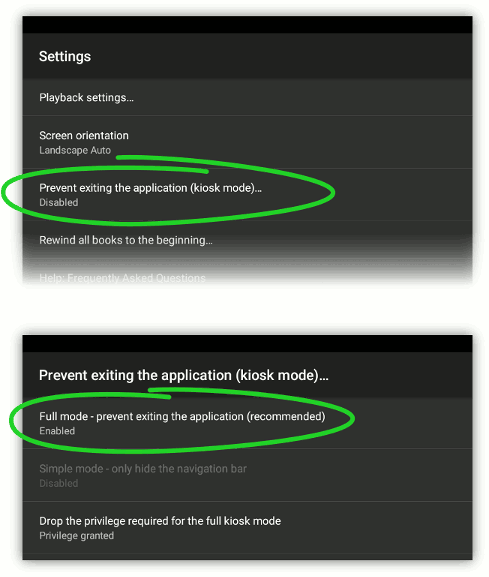 Settings
Playback settings…
Screen orientation
Landscape Auto
Prevent exiting the application (kiosk mode)…
Disabled
Rewind all books to the beginning…
Help: Frequently Asked Questions
Prevent exiting the application (kiosk mode)…
Full mode - prevent exiting the application (recommended)
Enabled
Simple mode - only hide the navigation bar
Disabled
Drop the privilege required for the full kiosk mode
Privilege granted